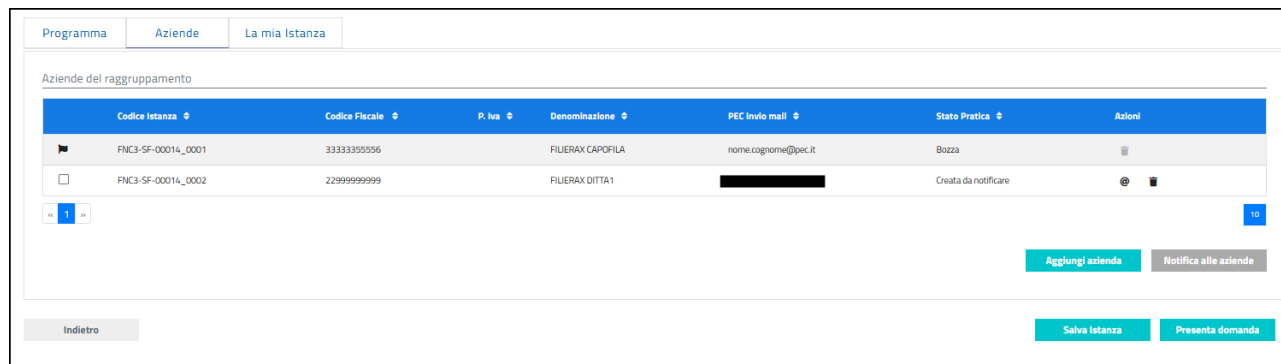 Programma Aziende La mia Istanza
Aziende del raggruppamento
Codice Istanza Codice Fiscale P. Iva Denominazione PEC invio mail Stato Pratica Azioni
FNC3-SF-00014_0001 33333355556 FILIERAX CAPOFILA nome.cognome@pec.it Bozza
FNC3-SF-00014_0002 22999999999 FILIERAX DITTA1 Creata da notificare @
« 1 » 10
Aggiungi azienda Notifica alle aziende
Indietro Salva Istanza Presenta domanda